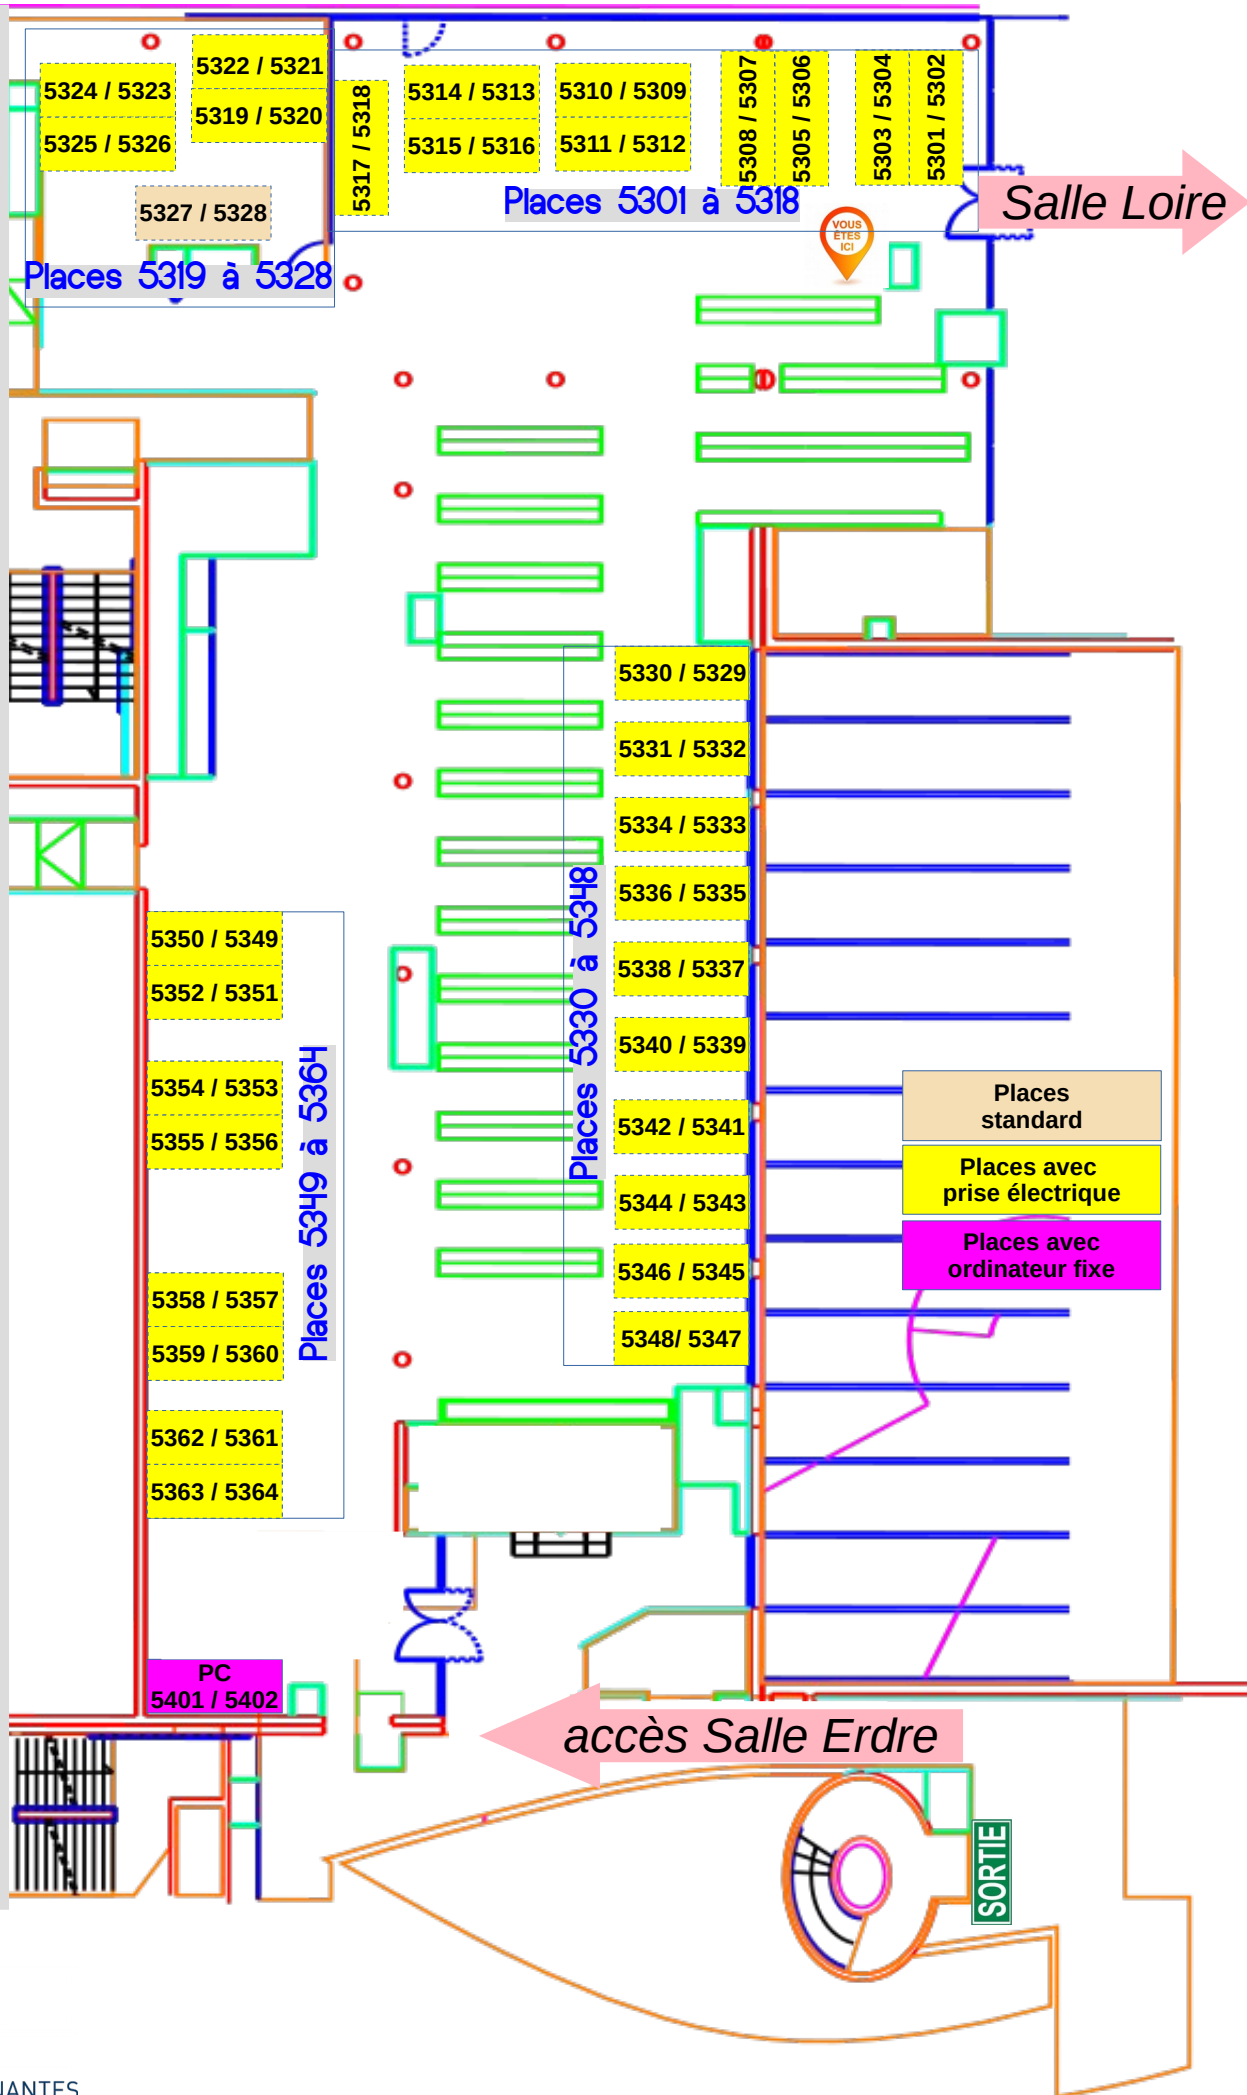 5322 / 5321
5319 / 5320
5324 / 5323
5325 / 5326
5327 / 5328
Places 5319 à 5328
5317 / 5318
5314 / 5313
5315 / 5316
5310 / 5309
5311 / 5312
5308 / 5307
5305 / 5306
5303 / 5304
5301 / 5302
Places 5301 à 5318
VOUS
ÊTES
ICI
Salle Loire
5330 / 5329
5331 / 5332
5334 / 5333
5336 / 5335
5338 / 5337
5340 / 5339
5342 / 5341
5344 / 5343
5346 / 5345
5348/ 5347
Places 5330 à 5348
5350 / 5349
5352 / 5351
5354 / 5353
5355 / 5356
5358 / 5357
5359 / 5360
5362 / 5361
5363 / 5364
Places 5349 à 5364
Places
standard
Places avec
prise électrique
Places avec
ordinateur fixe
PC
5401 / 5402
accès Salle Erdre
SORTIE
NANTES